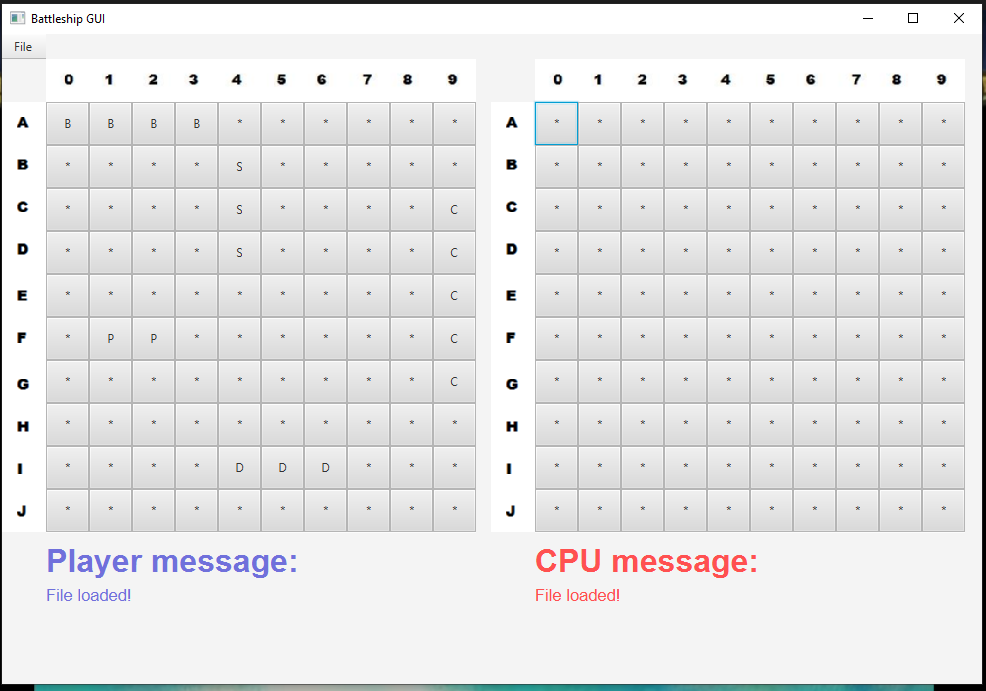 Battleship GUI
File
0 1 2 3 4 5 6 7 8 9 0 1 2 3 4 5 6 7 8 9
A B B B B * * * * * * A * * * * * * * * * *
B * * * * S * * * * * B * * * * * * * * * *
C * * * * S * * * * C C * * * * * * * * * *
D * * * * S * * * * C D * * * * * * * * * *
E * * * * * * * * * C E * * * * * * * * * *
F * P P * * * * * * C F * * * * * * * * * *
G * * * * * * * * * C G * * * * * * * * * *
H * * * * * * * * * * H * * * * * * * * * *
I * * * * D D D * * * I * * * * * * * * * *
J * * * * * * * * * * J * * * * * * * * * *
Player message: CPU message:
File loaded! File loaded!